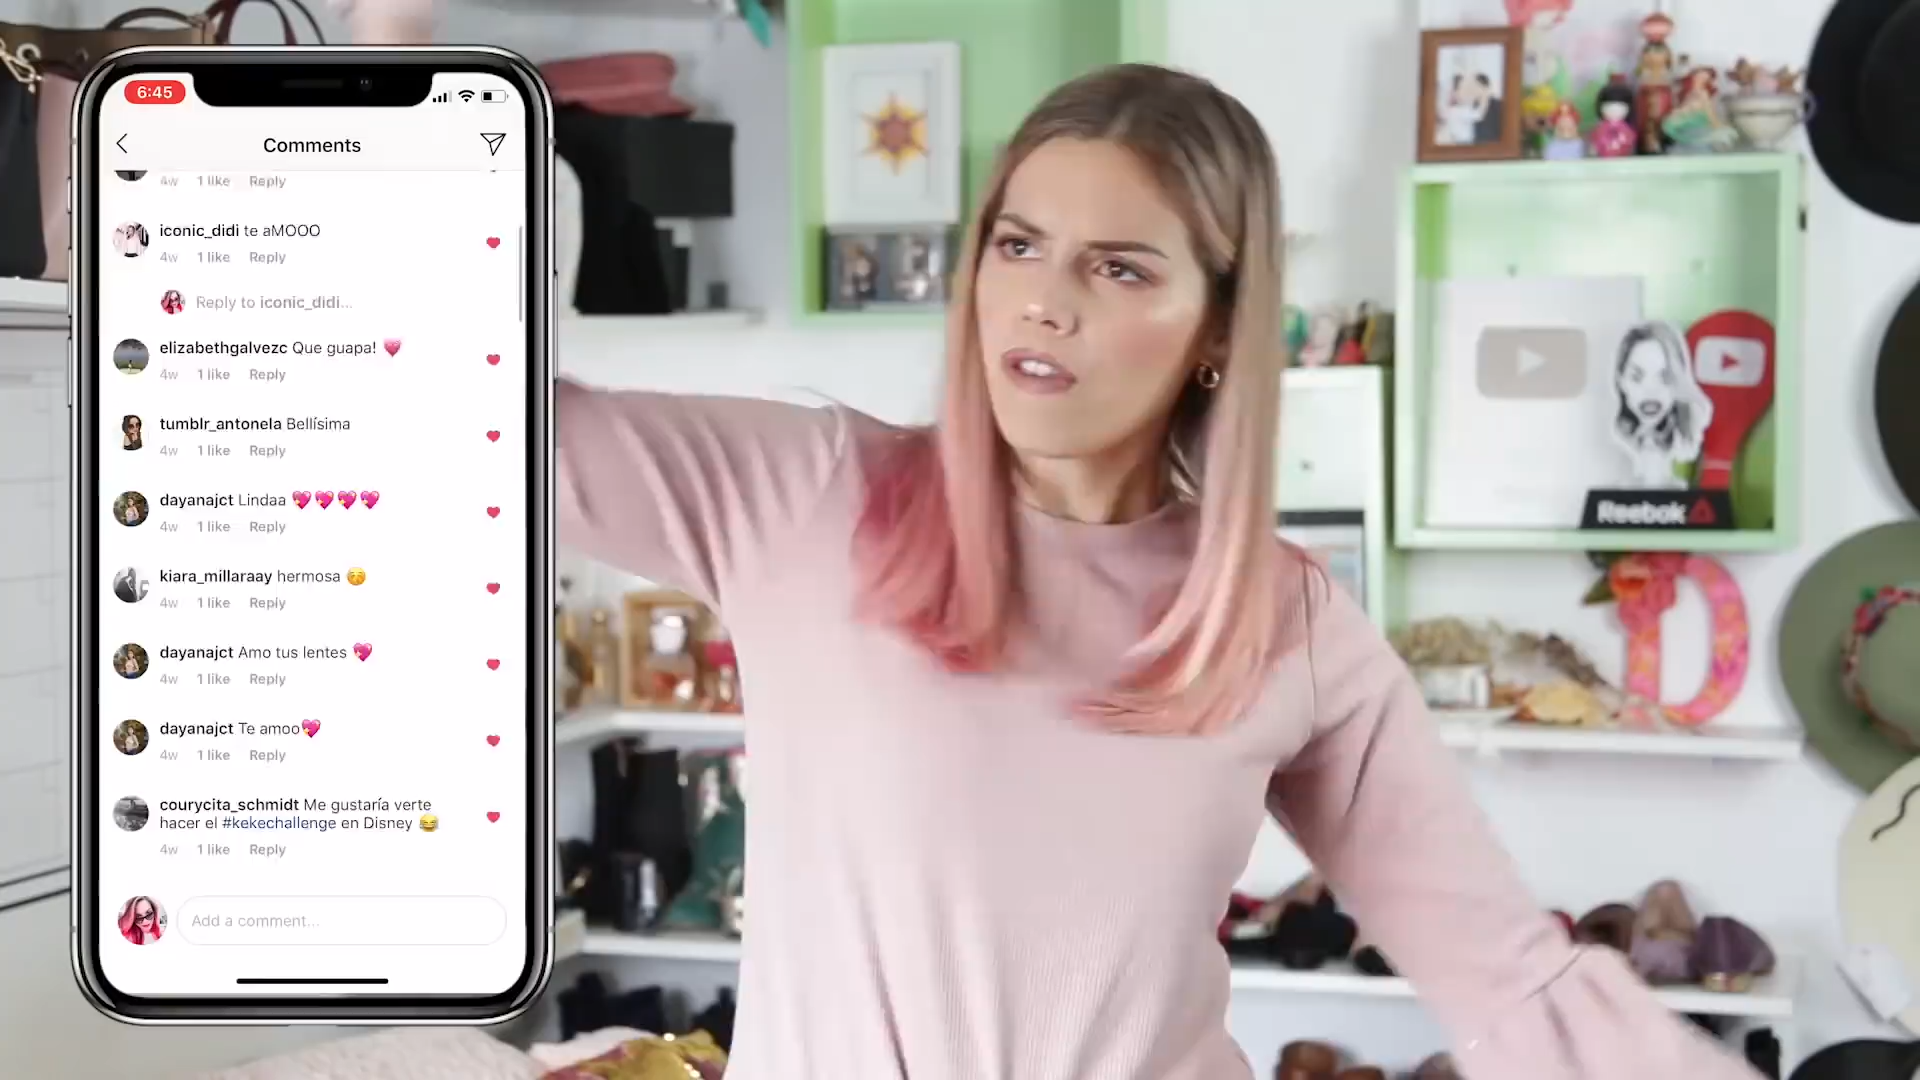 6:45
Comments
4w 1 like Reply
iconic_didi te aMOOO
4w 1 like Reply
Reply to iconic_didi...
elizabethgalvezc Que guapa! 💗
4w 1 like Reply
tumblr_antonela Bellísima
4w 1 like Reply
dayanajct Lindaa 💖💖💖💖
4w 1 like Reply
kiara_millaraay hermosa 😚
4w 1 like Reply
dayanajct Amo tus lentes 💖
4w 1 like Reply
dayanajct Te amoo💖
4w 1 like Reply
courycita_schmidt Me gustaría verte
hacer el #kekechallenge en Disney 😂
4w 1 like Reply
Add a comment...
Reebok
D